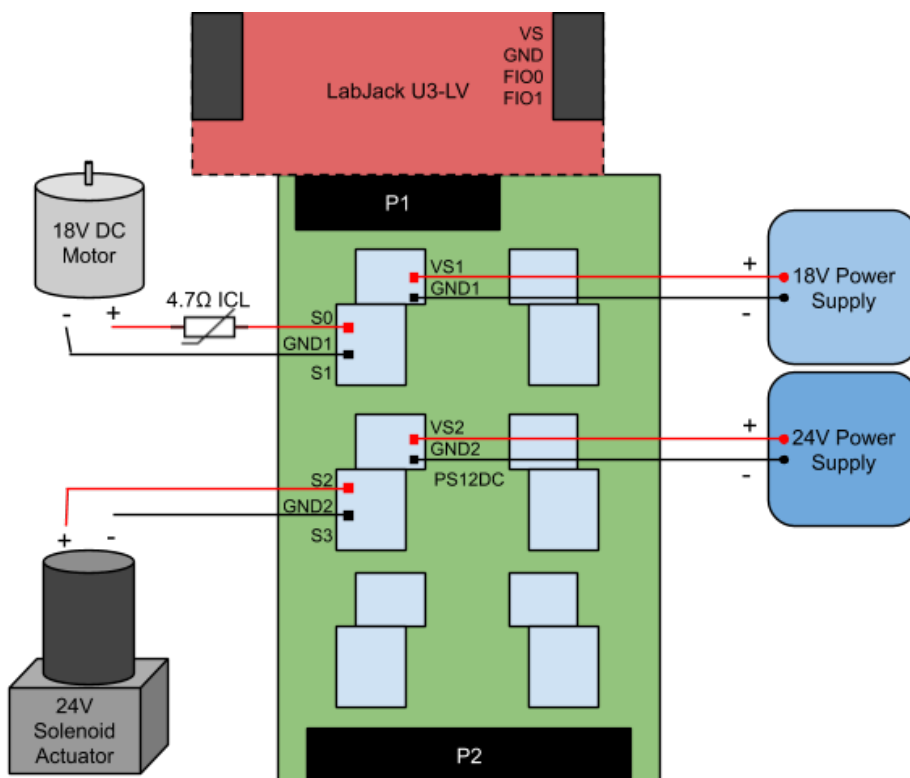 VS
GND
FIO0
FIO1
LabJack U3-LV
P1
18V DC
Motor
- +
4.7Ω ICL
S0
GND1
S1
VS1
GND1
+
-
18V Power
Supply
VS2
GND2
PS12DC
+
-
24V Power
Supply
S2
GND2
S3
+ -
24V
Solenoid
Actuator
P2